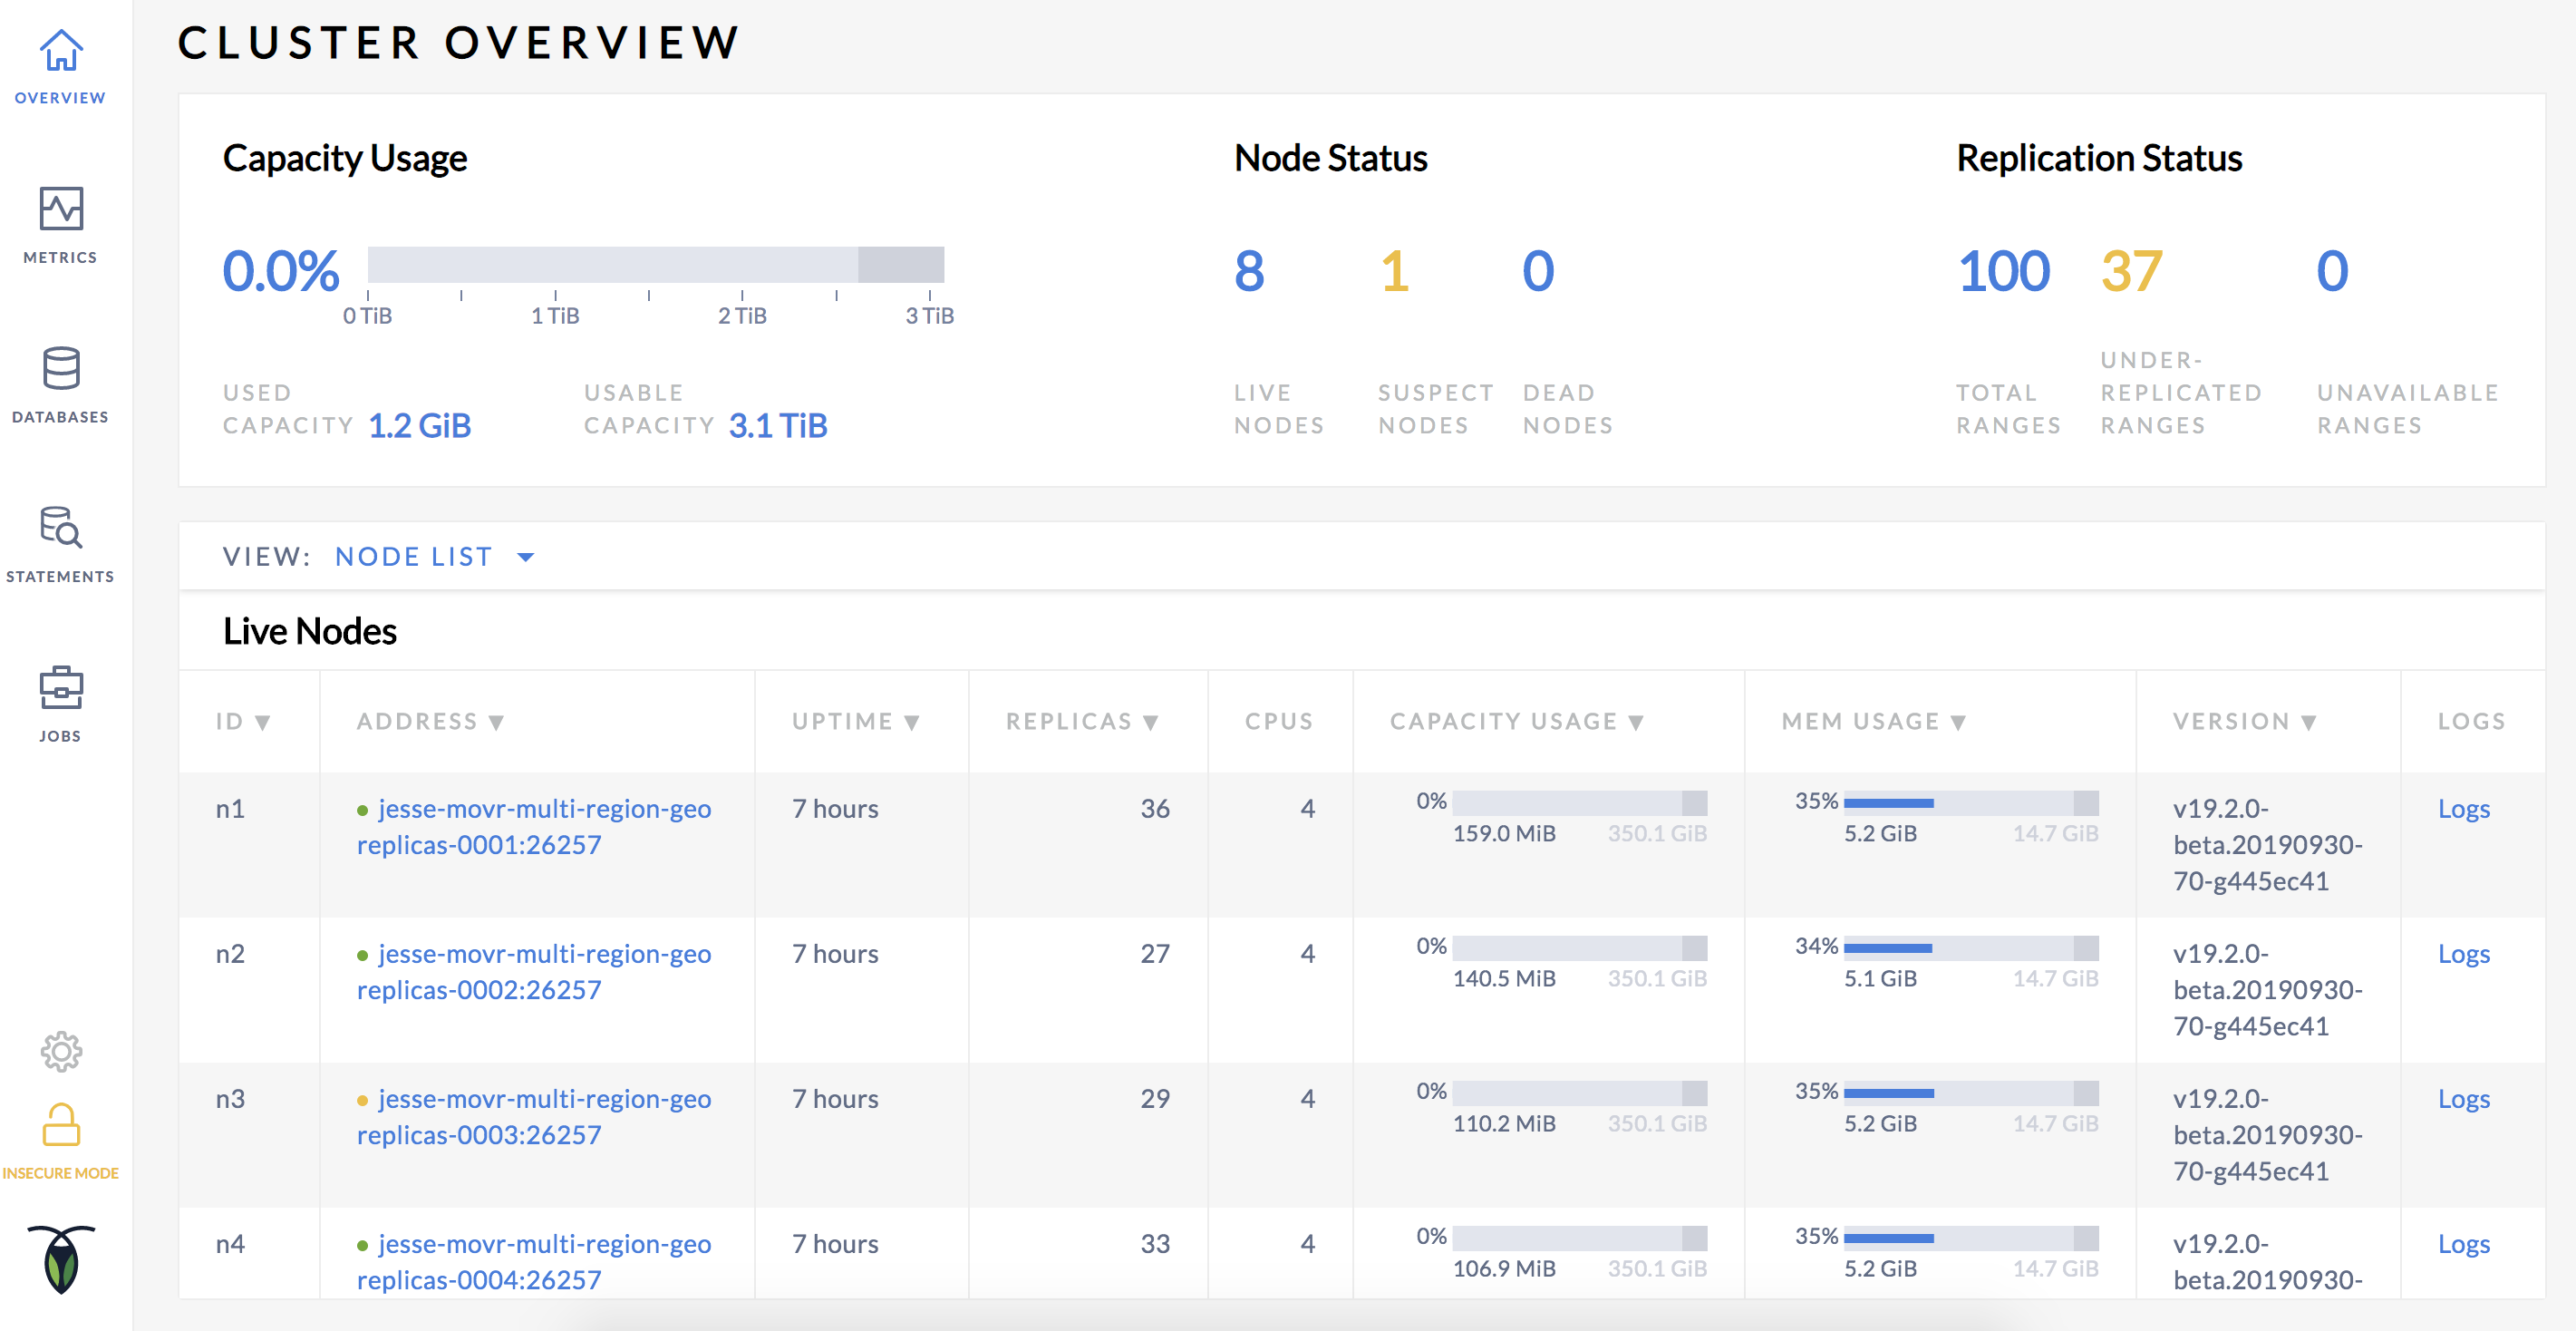 CLUSTER OVERVIEW
OVERVIEW
METRICS
DATABASES
STATEMENTS
JOBS
INSECURE MODE
Capacity Usage
0.0%
0 TiB 1 TiB 2 TiB 3 TiB
USED CAPACITY 1.2 GiB
USABLE CAPACITY 3.1 TiB
Node Status
8 1 0
LIVE NODES
SUSPECT NODES
DEAD NODES
Replication Status
100 37 0
TOTAL RANGES
UNDER-REPLICATED RANGES
UNAVAILABLE RANGES
VIEW: NODE LIST
Live Nodes
ID ▼ ADDRESS ▼ UPTIME ▼ REPLICAS ▼ CPUS CAPACITY USAGE ▼ MEM USAGE ▼ VERSION ▼ LOGS
n1 jesse-movr-multi-region-geo 7 hours 36 4 0% 35% v19.2.0- Logs
replicas-0001:26257 159.0 MiB 350.1 GiB 5.2 GiB 14.7 GiB beta.20190930-
70-g445ec41
n2 jesse-movr-multi-region-geo 7 hours 27 4 0% 34% v19.2.0- Logs
replicas-0002:26257 140.5 MiB 350.1 GiB 5.1 GiB 14.7 GiB beta.20190930-
70-g445ec41
n3 jesse-movr-multi-region-geo 7 hours 29 4 0% 35% v19.2.0- Logs
replicas-0003:26257 110.2 MiB 350.1 GiB 5.2 GiB 14.7 GiB beta.20190930-
70-g445ec41
n4 jesse-movr-multi-region-geo 7 hours 33 4 0% 35% v19.2.0- Logs
replicas-0004:26257 106.9 MiB 350.1 GiB 5.2 GiB 14.7 GiB beta.20190930-